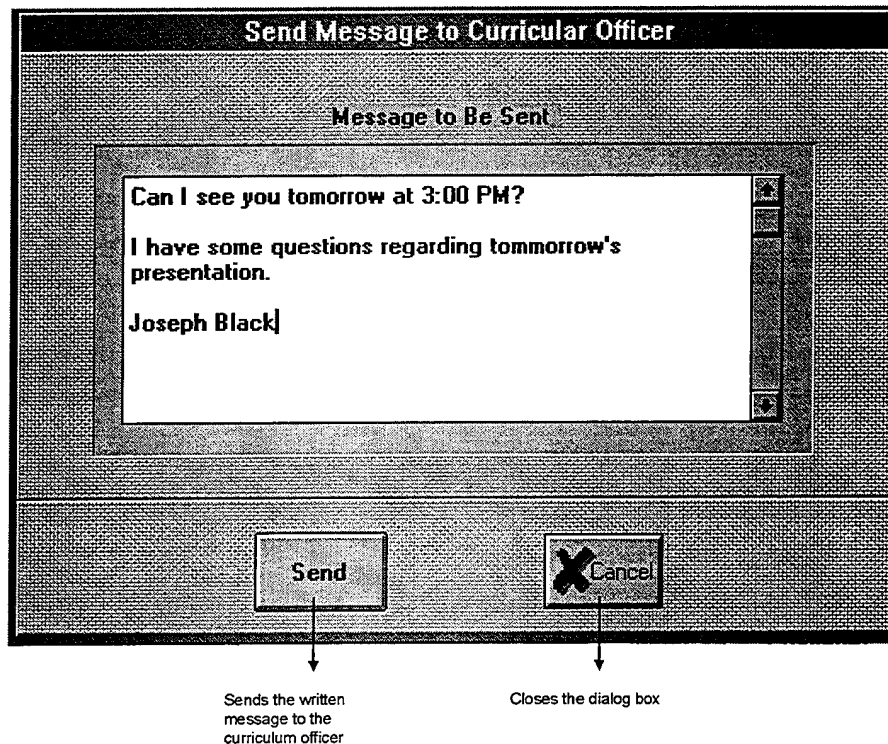 Send Message to Curricular Officer
Message to Be Sent
Can I see you tomorrow at 3:00 PM?
I have some questions regarding tommorrow's
presentation.
Joseph Black
Send
Cancel
Sends the written
message to the
curriculum officer
Closes the dialog box